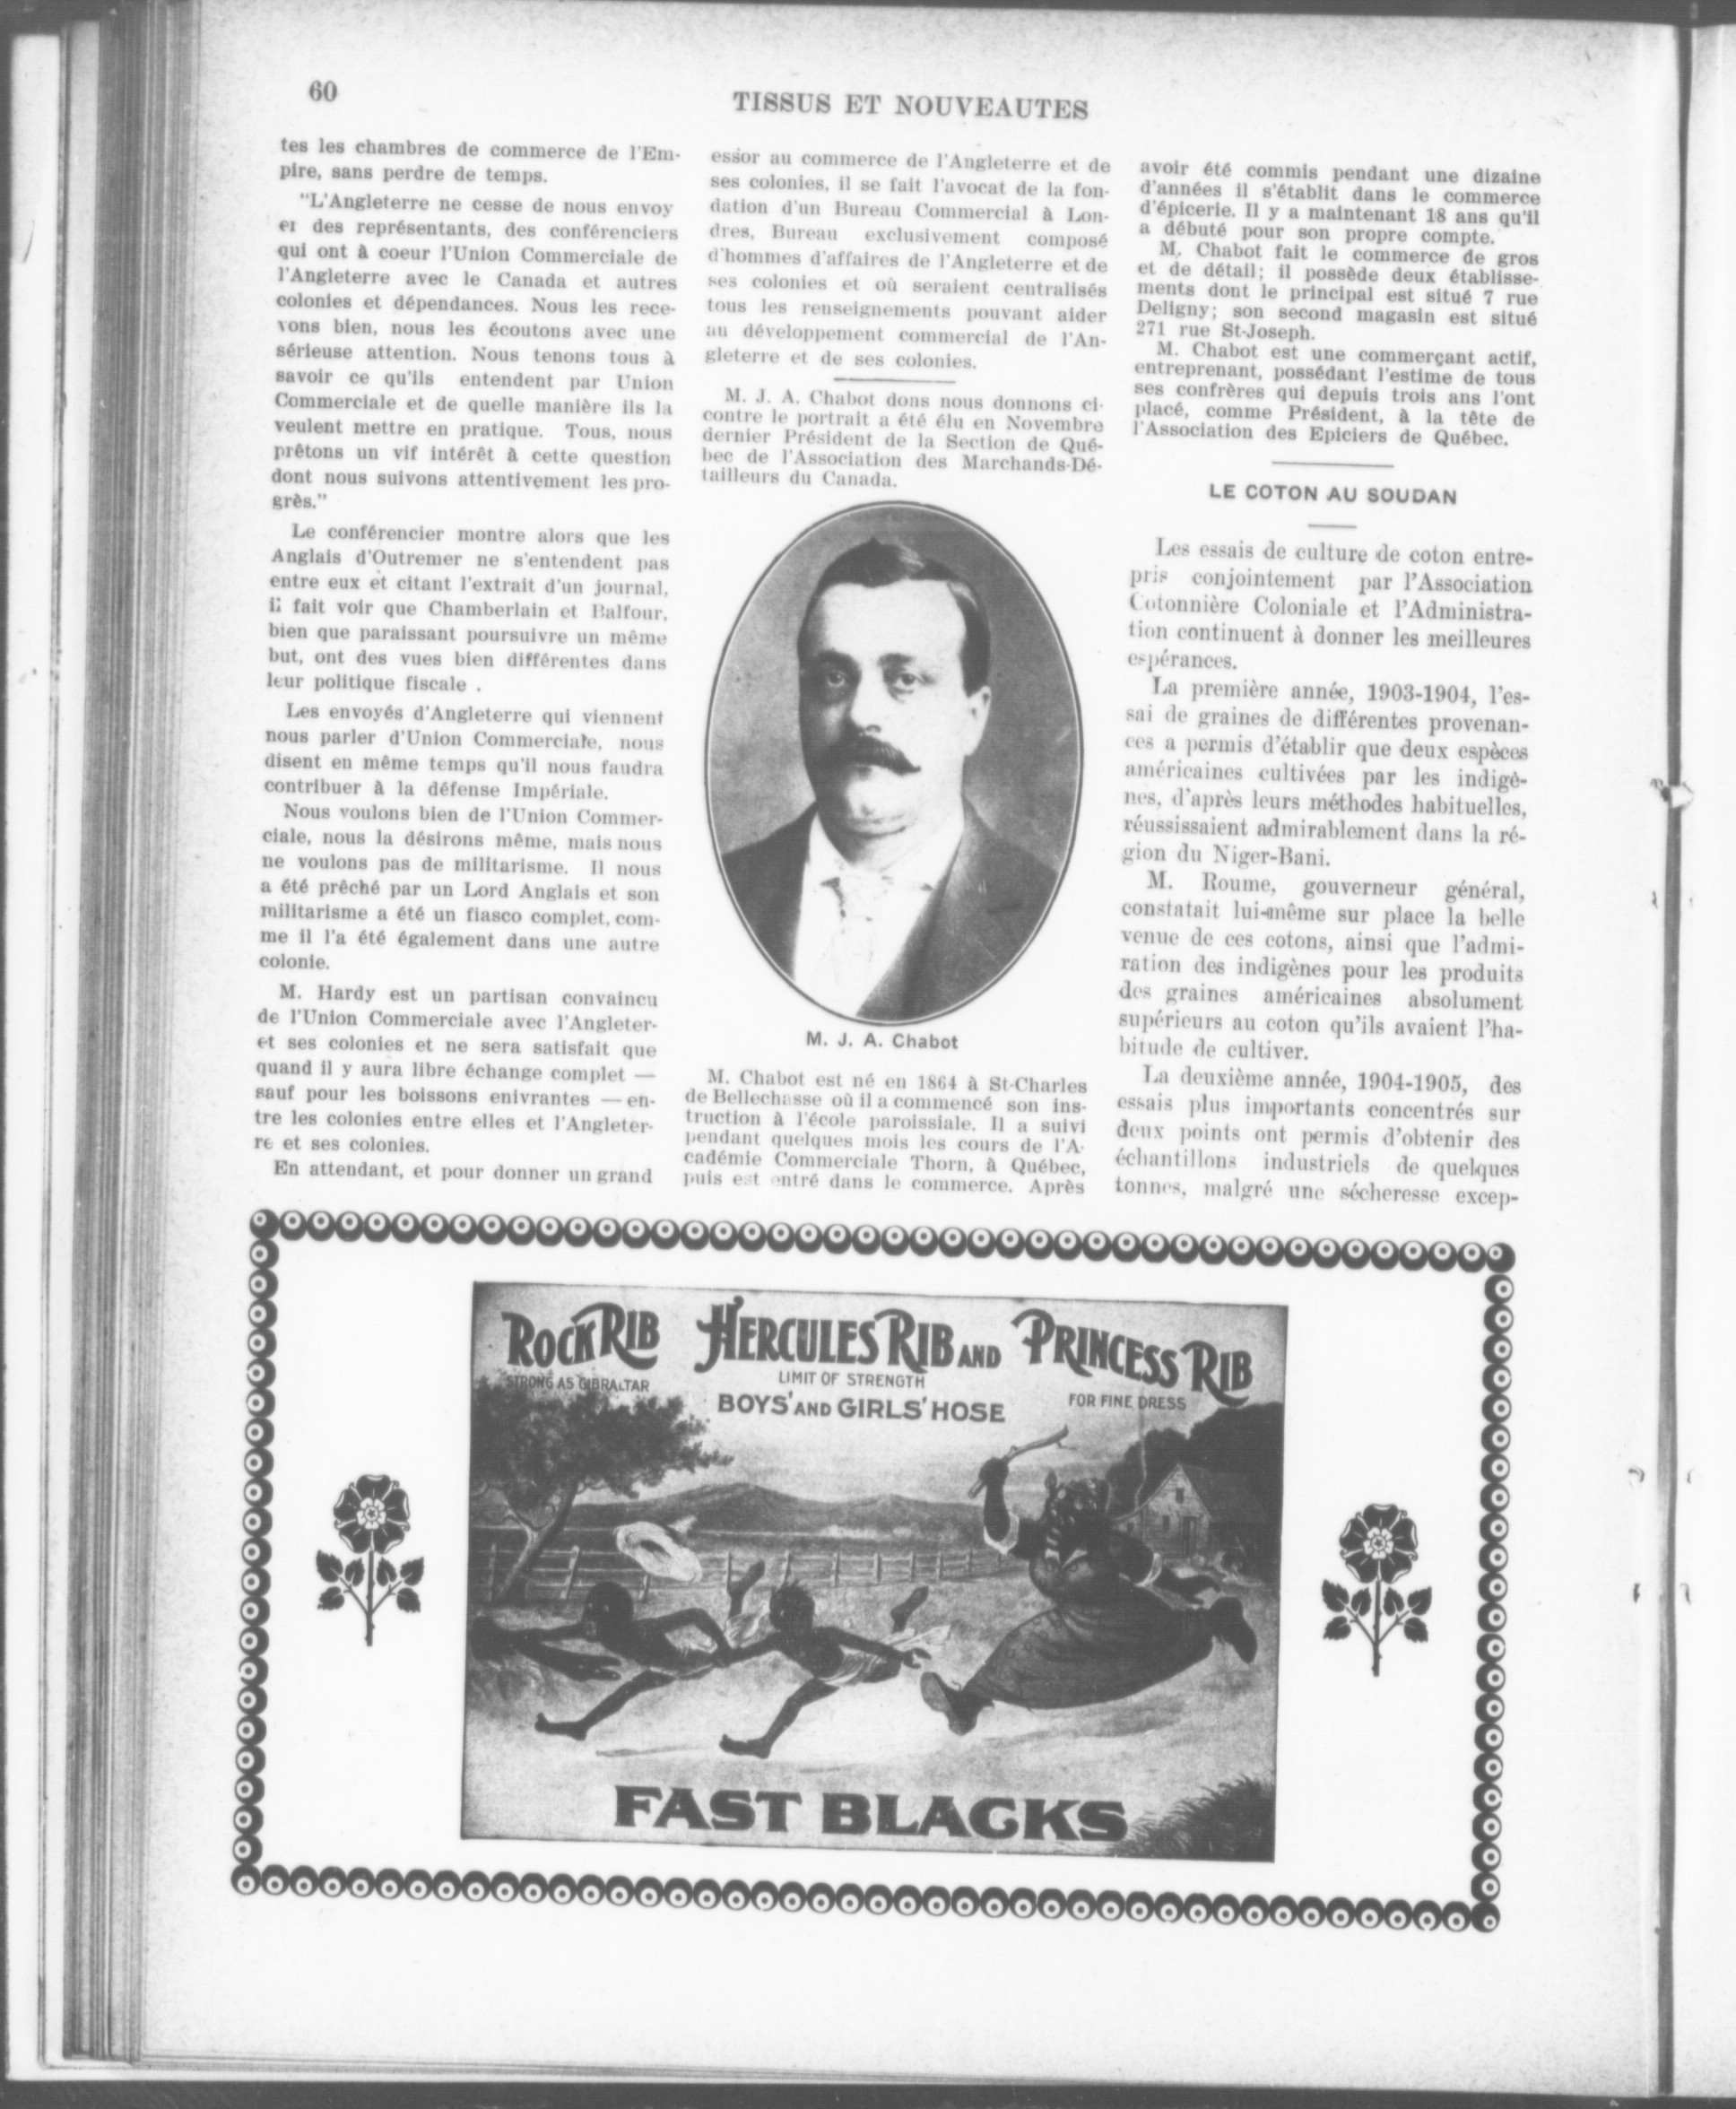 60
TISSUS ET NOUVEAUTES
tes les chambres de commerce de l'Em-
pire, sans perdre de temps.
"L'Angleterre ne cesse de nous envoy
er des représentants, des conférenciers
qui ont à coeur l'Union Commerciale de
l'Angleterre avec le Canada et autres
colonies et dépendances. Nous les rece-
vons bien, nous les écoutons avec une
sérieuse attention. Nous tenons tous à
savoir ce qu'ils entendent par Union
Commerciale et de quelle manière ils la
veulent mettre en pratique. Tous, nous
prêtons un vif intérêt à cette question
dont nous suivons attentivement les pro-
grès."
Le conférencier montre alors que les
Anglais d'Outremer ne s'entendent pas
entre eux et citant l'extrait d'un journal,
il fait voir que Chamberlain et Balfour,
bien que paraissant poursuivre un même
but, ont des vues bien différentes dans
leur politique fiscale .
Les envoyés d'Angleterre qui viennent
nous parler d'Union Commerciale, nous
disent en même temps qu'il nous faudra
contribuer à la défense Impériale.
Nous voulons bien de l'Union Commer-
ciale, nous la désirons même, mais nous
ne voulons pas de militarisme. Il nous
a été prêché par un Lord Anglais et son
militarisme a été un fiasco complet, com-
me il l'a été également dans une autre
colonie.
M. Hardy est un partisan convaincu
de l'Union Commerciale avec l'Angleter-
et ses colonies et ne sera satisfait que
quand il y aura libre échange complet —
sauf pour les boissons enivrantes — en-
tre les colonies entre elles et l'Angleter-
re et ses colonies.
En attendant, et pour donner un grand
essor au commerce de l'Angleterre et de
ses colonies, il se fait l'avocat de la fon-
dation d'un Bureau Commercial à Lon-
dres, Bureau exclusivement composé
d'hommes d'affaires de l'Angleterre et de
ses colonies et où seraient centralisés
tous les renseignements pouvant aider
au développement commercial de l'An-
gleterre et de ses colonies.
M. J. A. Chabot dons nous donnons ci-
contre le portrait a été élu en Novembre
dernier Président de la Section de Qué-
bec de l'Association des Marchands-Dé-
tailleurs du Canada.
M. J. A. Chabot
M. Chabot est né en 1864 à St-Charles
de Bellechasse où il a commencé son ins-
truction à l'école paroissiale. Il a suivi
pendant quelques mois les cours de l'A-
cadémie Commerciale Thorn, à Québec,
puis est entré dans le commerce. Après
avoir été commis pendant une dizaine
d'années il s'établit dans le commerce
d'épicerie. Il y a maintenant 18 ans qu'il
a débuté pour son propre compte.
M. Chabot fait le commerce de gros
et de détail; il possède deux établisse-
ments dont le principal est situé 7 rue
Deligny; son second magasin est situé
271 rue St-Joseph.
M. Chabot est une commerçant actif,
entreprenant, possédant l'estime de tous
ses confrères qui depuis trois ans l'ont
placé, comme Président, à la tête de
l'Association des Epiciers de Québec.
LE COTON AU SOUDAN
Les essais de culture de coton entre-
pris conjointement par l'Association
Cotonnière Coloniale et l'Administra-
tion continuent à donner les meilleures
espérances.
La première année, 1903-1904, l'es-
sai de graines de différentes provenan-
ces a permis d'établir que deux espèces
américaines cultivées par les indigè-
nes, d'après leurs méthodes habituelles,
réussissaient admirablement dans la ré-
gion du Niger-Bani.
M. Roume, gouverneur général,
constatait lui-même sur place la belle
venue de ces cotons, ainsi que l'admi-
ration des indigènes pour les produits
des graines américaines absolument
supérieurs au coton qu'ils avaient l'ha-
bitude de cultiver.
La deuxième année, 1904-1905, des
essais plus importants concentrés sur
deux points ont permis d'obtenir des
échantillons industriels de quelques
tonnes, malgré une sécheresse excep-
ROCK RIB HERCULES RIB AND PRINCESS RIB
STRONG AS GIBRALTAR LIMIT OF STRENGTH FOR FINE DRESS
BOYS' AND GIRLS' HOSE
FAST BLACKS